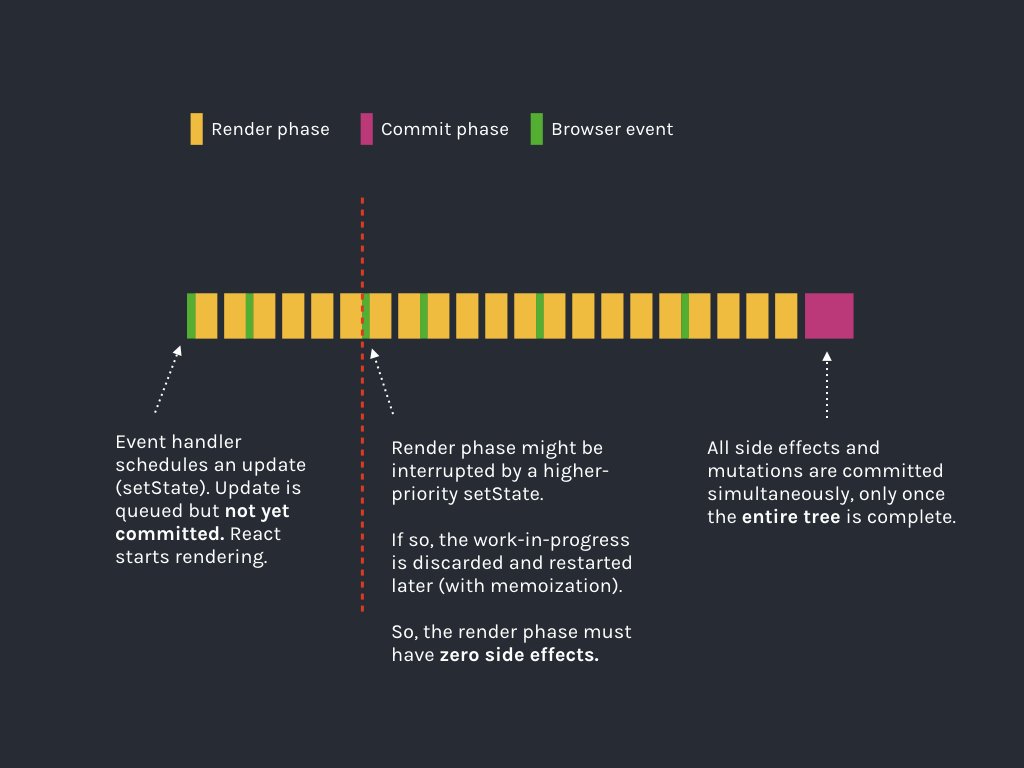 Render phase
Commit phase
Browser event
Event handler
schedules an update
(setState). Update is
queued but not yet
committed. React
starts rendering.
Render phase might be
interrupted by a higher-
priority setState.
If so, the work-in-progress
is discarded and restarted
later (with memoization).
So, the render phase must
have zero side effects.
All side effects and
mutations are committed
simultaneously, only once
the entire tree is complete.